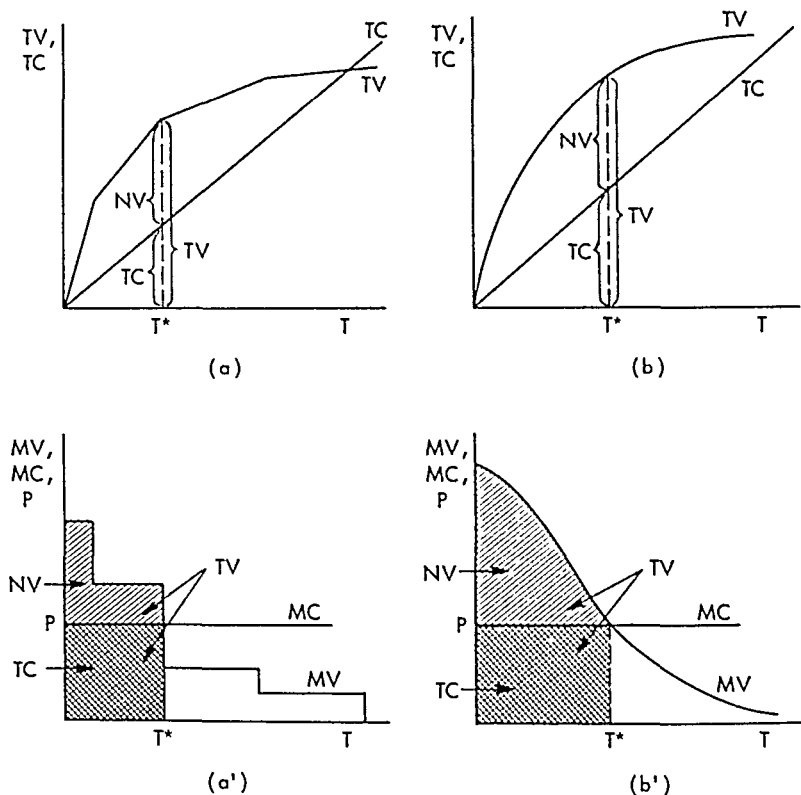 TV,
TC
TC
TV
NV
TC
TV
T*
T
(a)
TV,
TC
TV
TC
NV
TV
TC
T*
T
(b)
MV,
MC,
P
NV
TV
P
MC
TC
MV
T*
T
(a')
MV,
MC,
P
NV
TV
P
MC
TC
MV
T*
T
(b')